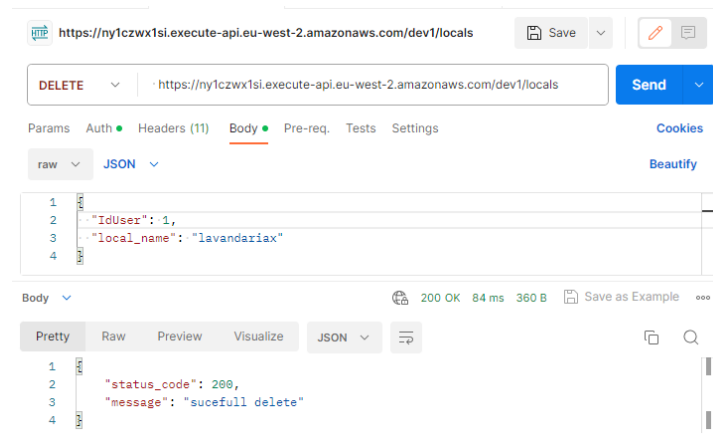 HTTP https://ny1czwx1si.execute-api.eu-west-2.amazonaws.com/dev1/locals Save
DELETE https://ny1czwx1si.execute-api.eu-west-2.amazonaws.com/dev1/locals Send
Params Auth Headers (11) Body Pre-req. Tests Settings Cookies
raw JSON Beautify
1 {
2 "IdUser": 1,
3 "local_name": "lavandariax"
4 }
Body 200 OK 84 ms 360 B Save as Example
Pretty Raw Preview Visualize JSON
1 {
2 "status_code": 200,
3 "message": "sucefull delete"
4 }